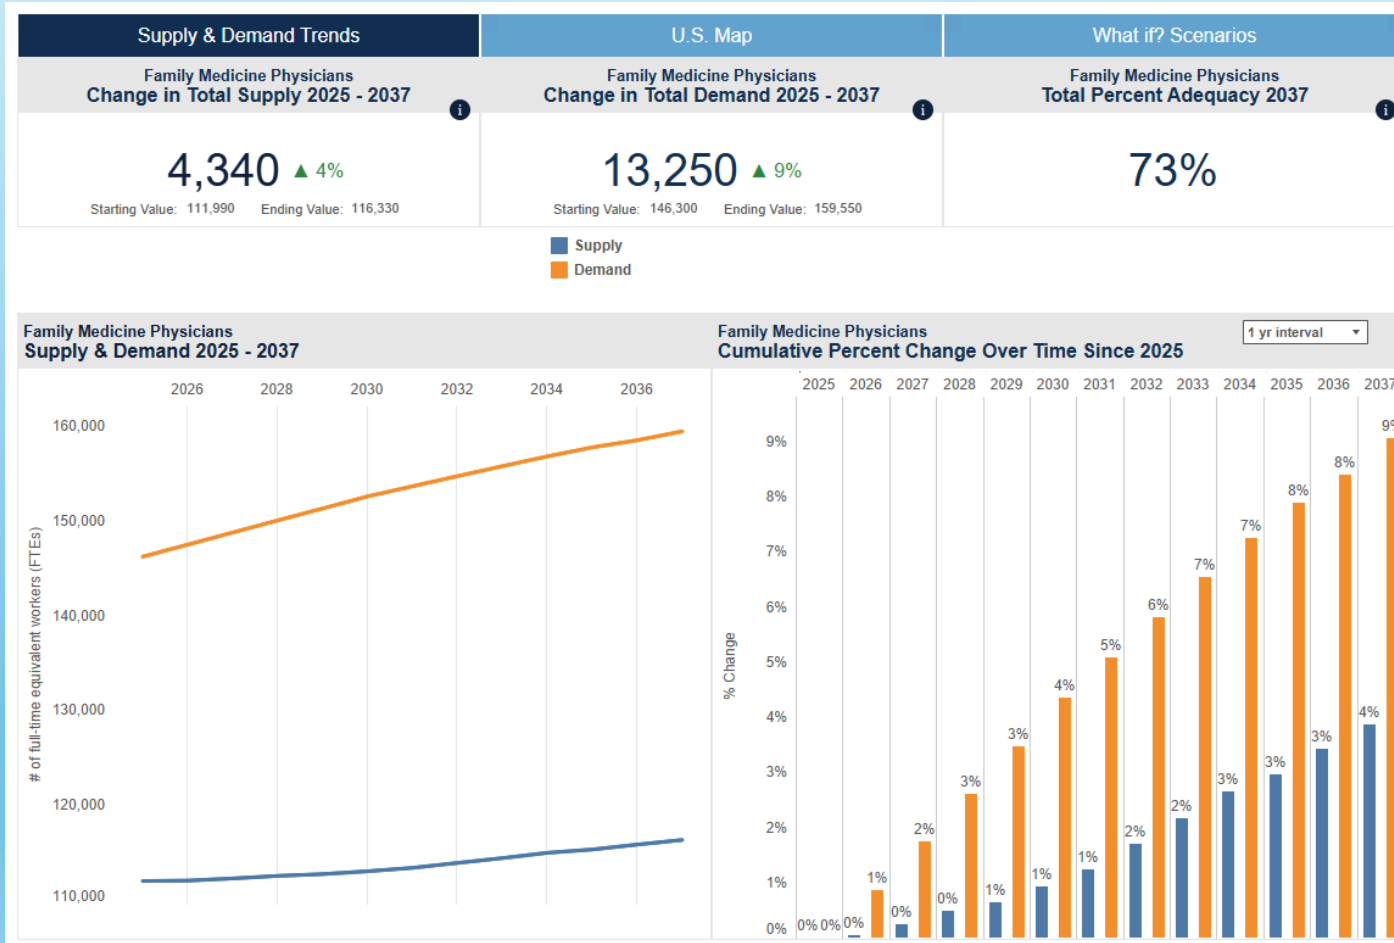 Supply & Demand Trends
U.S. Map
What if? Scenarios
Family Medicine Physicians
Change in Total Supply 2025 - 2037
i
4,340 ▲ 4%
Starting Value: 111,990 Ending Value: 116,330
Family Medicine Physicians
Change in Total Demand 2025 - 2037
i
13,250 ▲ 9%
Starting Value: 146,300 Ending Value: 159,550
Family Medicine Physicians
Total Percent Adequacy 2037
i
73%
Supply
Demand
Family Medicine Physicians
Supply & Demand 2025 - 2037
2026 2028 2030 2032 2034 2036
160,000
150,000
140,000
130,000
120,000
110,000
# of full-time equivalent workers (FTEs)
Family Medicine Physicians
Cumulative Percent Change Over Time Since 2025
1 yr interval
2025 2026 2027 2028 2029 2030 2031 2032 2033 2034 2035 2036 2037
9%
8%
7%
6%
5%
4%
3%
2%
1%
0%
% Change
0% 0% 0% 1% 0% 2% 0% 3% 1% 3% 1% 4% 1% 5% 2% 6% 2% 7% 3% 7% 3% 8% 3% 8% 4% 9%